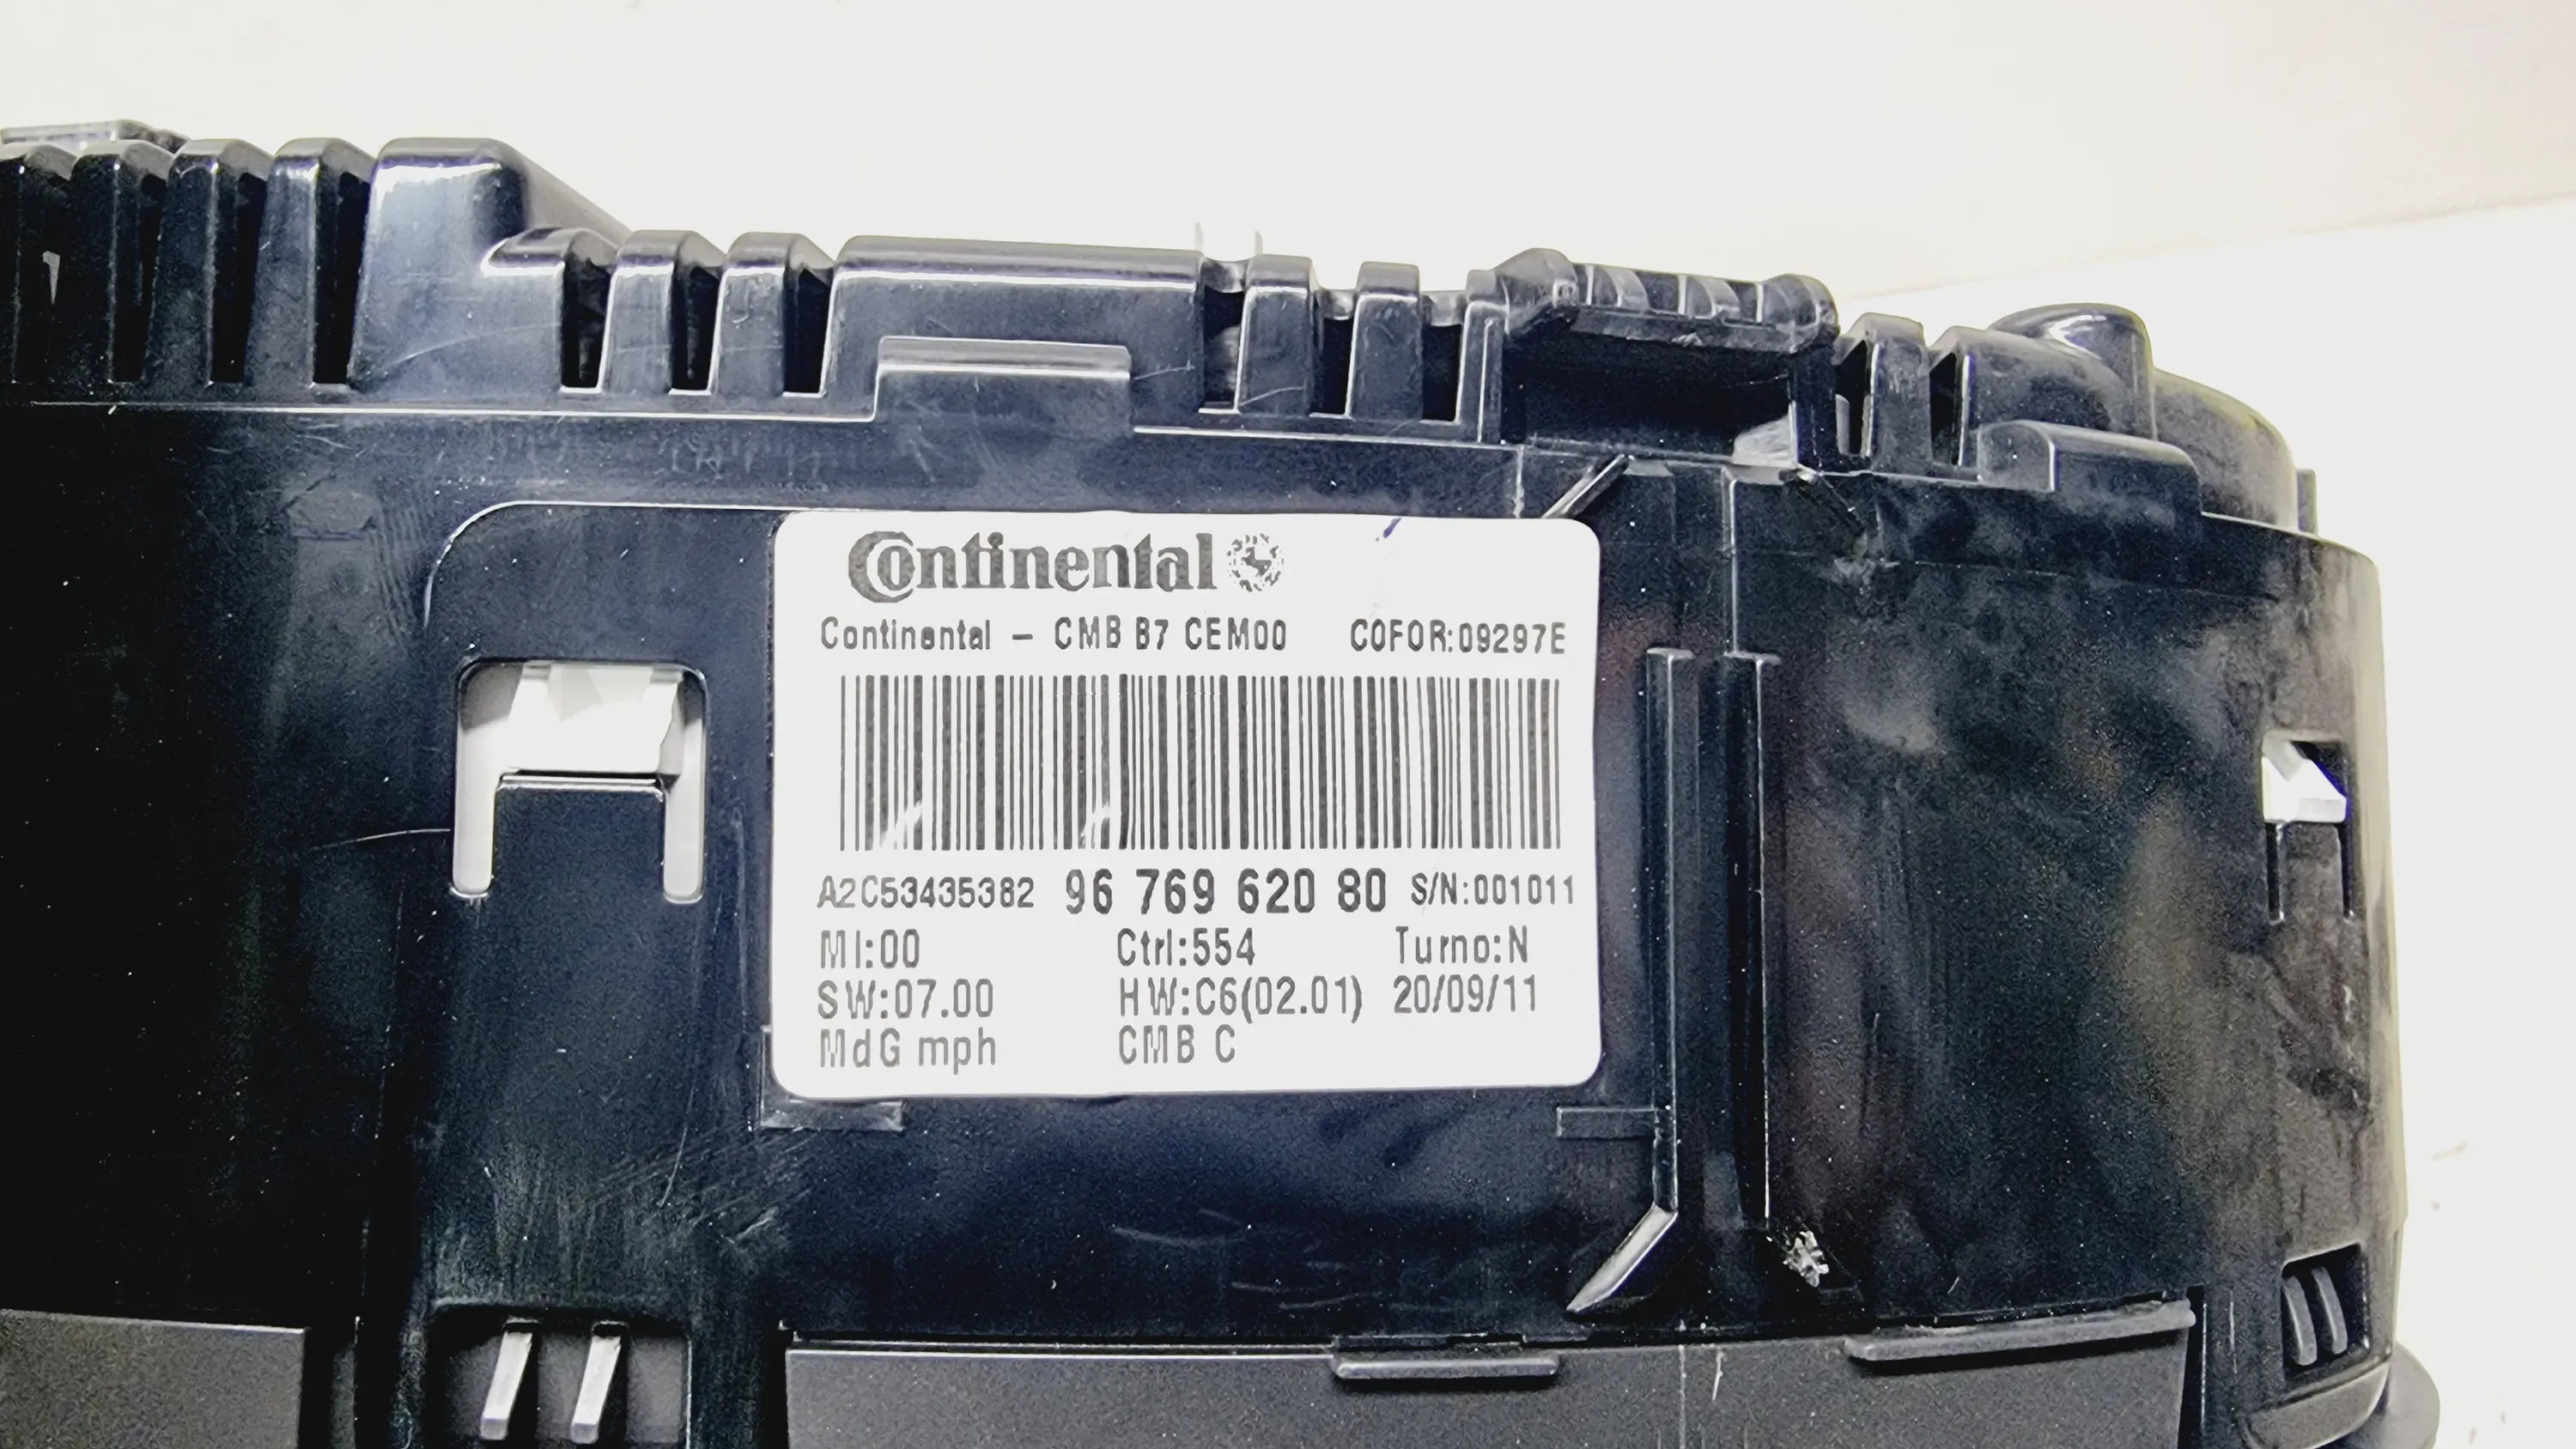 Continental
Continental - CMB B7 CEM00 COFOR:09297E
A2C53435382 96 769 620 80 S/N:001011
MI:00 Ctrl:554 Turno:N
SW:07.00 HW:C6(02.01) 20/09/11
MdG mph CMB C